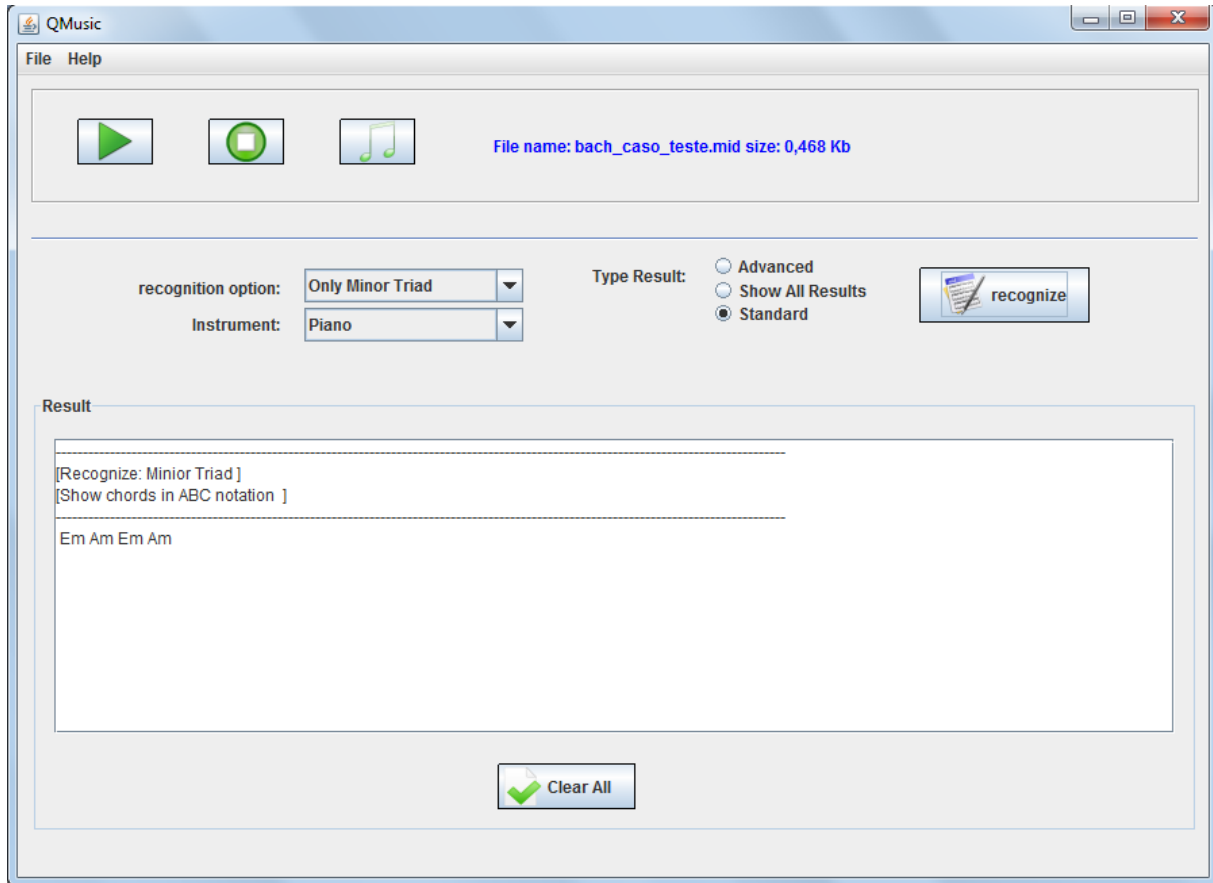 QMusic
File Help
File name: bach_caso_teste.mid size: 0,468 Kb
recognition option: Only Minor Triad
Instrument: Piano
Type Result:
Advanced
Show All Results
Standard
recognize
Result
[Recognize: Minior Triad ]
[Show chords in ABC notation  ]
Em Am Em Am
Clear All